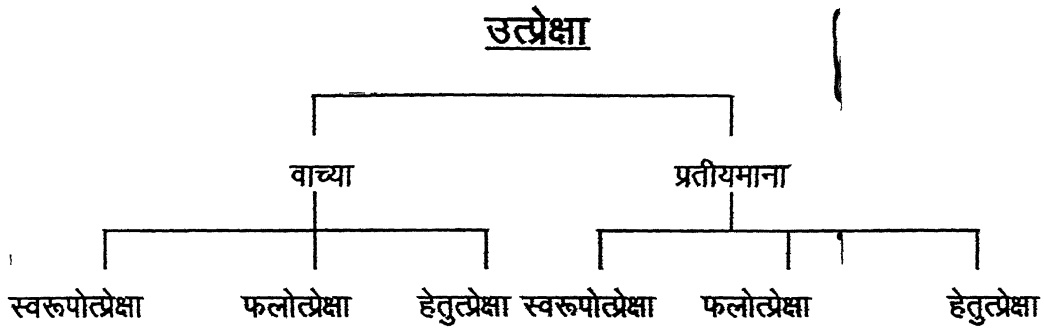 उत्प्रेक्षा
वाच्या प्रतीयमाना
स्वरूपोत्प्रेक्षा फलोत्प्रेक्षा हेतुत्प्रेक्षा स्वरूपोत्प्रेक्षा फलोत्प्रेक्षा हेतुत्प्रेक्षा